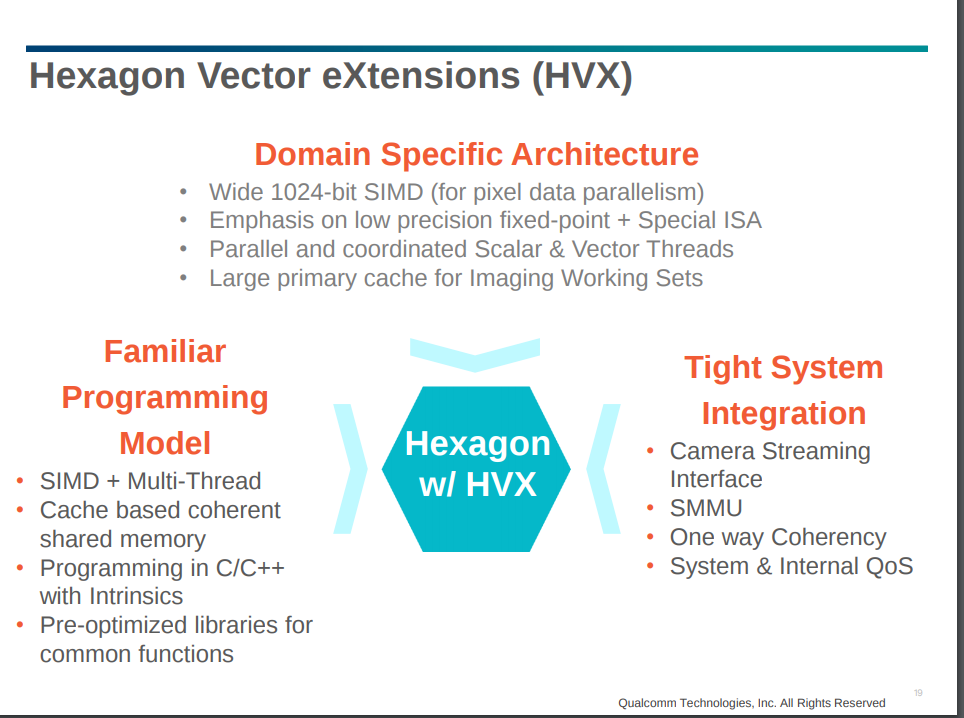 Hexagon Vector eXtensions (HVX)
Domain Specific Architecture
• Wide 1024-bit SIMD (for pixel data parallelism)
• Emphasis on low precision fixed-point + Special ISA
• Parallel and coordinated Scalar & Vector Threads
• Large primary cache for Imaging Working Sets
Familiar
Programming
Model
• SIMD + Multi-Thread
• Cache based coherent
shared memory
• Programming in C/C++
with Intrinsics
• Pre-optimized libraries for
common functions
Hexagon
w/ HVX
Tight System
Integration
• Camera Streaming
Interface
• SMMU
• One way Coherency
• System & Internal QoS
19
Qualcomm Technologies, Inc. All Rights Reserved